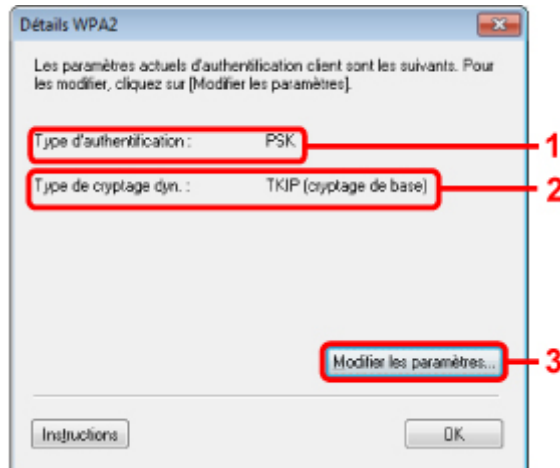 Détails WPA2
Les paramètres actuels d'authentification client sont les suivants. Pour
les modifier, cliquez sur [Modifier les paramètres].
Type d'authentification : PSK 1
Type de cryptage dyn. : TKIP (cryptage de base) 2
Modifier les paramètres... 3
Instructions OK